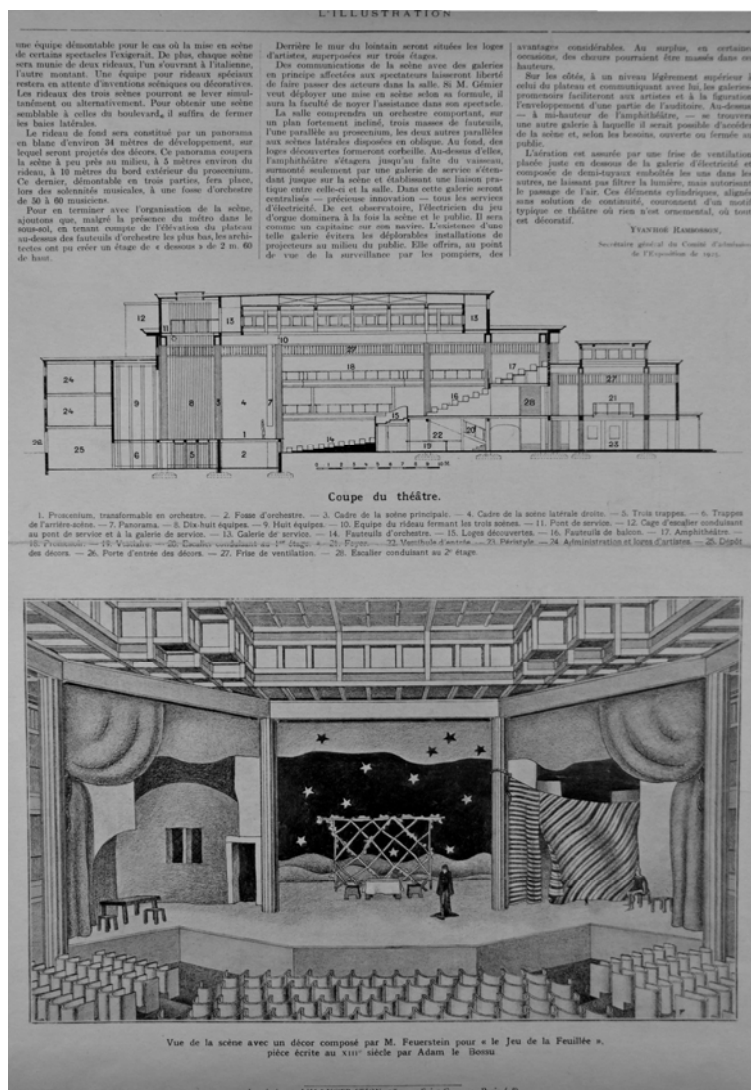 L'ILLUSTRATION
une équipe démontable pour le cas où la mise en scène
de certains spectacles l'exigerait. De plus, chaque scène
sera munie de deux rideaux, l'un s'ouvrant à l'italienne,
l'autre montant. Une équipe pour rideaux spéciaux
restera en attente d'inventions scéniques ou décoratives.
Les rideaux des trois scènes pourront se lever simul-
tanément ou alternativement. Pour obtenir une scène
semblable à celles du boulevard, il suffira de fermer
les baies latérales.
Le rideau de fond sera constitué par un panorama
en blanc d'environ 34 mètres de développement, sur
lequel seront projetés des décors. Ce panorama coupera
la scène à peu près au milieu, à 5 mètres environ du
rideau, à 10 mètres du bord extérieur du proscenium.
Ce dernier, démontable en trois parties, fera place,
lors des solennités musicales, à une fosse d'orchestre
de 50 à 60 musiciens.
Pour en terminer avec l'organisation de la scène,
ajoutons que, malgré la présence du métro dans le
sous-sol, en tenant compte de l'élévation du plateau
au-dessus des fauteuils d'orchestre les plus bas, les archi-
tectes ont pu créer un étage de « dessous » de 2 m. 60
de haut.
Derrière le mur du lointain seront situées les loges
d'artistes, superposées sur trois étages.
Des communications de la scène avec des galeries
en principe affectées aux spectateurs laisseront liberté
de faire passer des acteurs dans la salle. Si M. Gémier
veut déployer une mise en scène selon sa formule, il
aura la faculté de noyer l'assistance dans son spectacle.
La salle comprendra un orchestre comportant, sur
un plan fortement incliné, trois masses de fauteuils,
l'une parallèle au proscenium, les deux autres parallèles
aux scènes latérales disposées en oblique. Au fond, des
loges découvertes formeront corbeille. Au-dessus d'elles,
l'amphithéâtre s'étagera jusqu'au faîte du vaisseau,
surmonté seulement par une galerie de service s'éten-
dant jusque sur la scène et établissant une liaison pra-
tique entre celle-ci et la salle. Dans cette galerie seront
centralisés — précieuse innovation — tous les services
d'électricité. De cet observatoire, l'électricien du jeu
d'orgue dominera à la fois la scène et le public. Il sera
comme un capitaine sur son navire. L'existence d'une
telle galerie évitera les déplorables installations de
projecteurs au milieu du public. Elle offrira, au point
de vue de la surveillance par les pompiers, des
avantages considérables. Au surplus, en certaines
occasions, des chœurs pourraient être massés dans ces
hauteurs.
Sur les côtés, à un niveau légèrement supérieur à
celui du plateau et communiquant avec lui, les galeries-
promenoirs faciliteront aux artistes et à la figuration
l'enveloppement d'une partie de l'auditoire. Au-dessus
— à mi-hauteur de l'amphithéâtre, — se trouvera
une autre galerie à laquelle il serait possible d'accéder
de la scène et, selon les besoins, ouverte ou fermée au
public.
L'aération est assurée par une frise de ventilation
placée juste en dessous de la galerie d'électricité et
composée de demi-tuyaux emboîtés les uns dans les
autres, ne laissant pas filtrer la lumière, mais autorisant
le passage de l'air. Ces éléments cylindriques, alignés
sans solution de continuité, couronnent d'un motif
typique ce théâtre où rien n'est ornemental, où tout
est décoratif.
YVANHOÉ RAMBOSSON,
Secrétaire général du Comité d'admission
de l'Exposition de 1925.
12 11 13 13
10
27
24 9 8 3 4 7 18 17 27
24 16 28 21
15
26 25 1 14 22 20 23
6 5 2 19
Coupe du théâtre.
1. Proscenium, transformable en orchestre. — 2. Fosse d'orchestre. — 3. Cadre de la scène principale. — 4. Cadre de la scène latérale droite. — 5. Trois trappes. — 6. Trappes
de l'arrière-scène. — 7. Panorama. — 8. Dix-huit équipes. — 9. Huit équipes. — 10. Equipe du rideau fermant les trois scènes. — 11. Pont de service. — 12. Cage d'escalier conduisant
au pont de service et à la galerie de service. — 13. Galerie de service. — 14. Fauteuils d'orchestre. — 15. Loges découvertes. — 16. Fauteuils de balcon. — 17. Amphithéâtre. —
18. Promenoir. — 19. Vestiaire. — 20. Escalier conduisant au 1er étage. — 21. Foyer. — 22. Vestibule d'entrée. — 23. Péristyle. — 24. Administration et loges d'artistes. — 25. Dépôt
des décors. — 26. Porte d'entrée des décors. — 27. Frise de ventilation. — 28. Escalier conduisant au 2e étage.
Vue de la scène avec un décor composé par M. Feuerstein pour « le Jeu de la Feuillée »,
pièce écrite au XIIIe siècle par Adam le Bossu